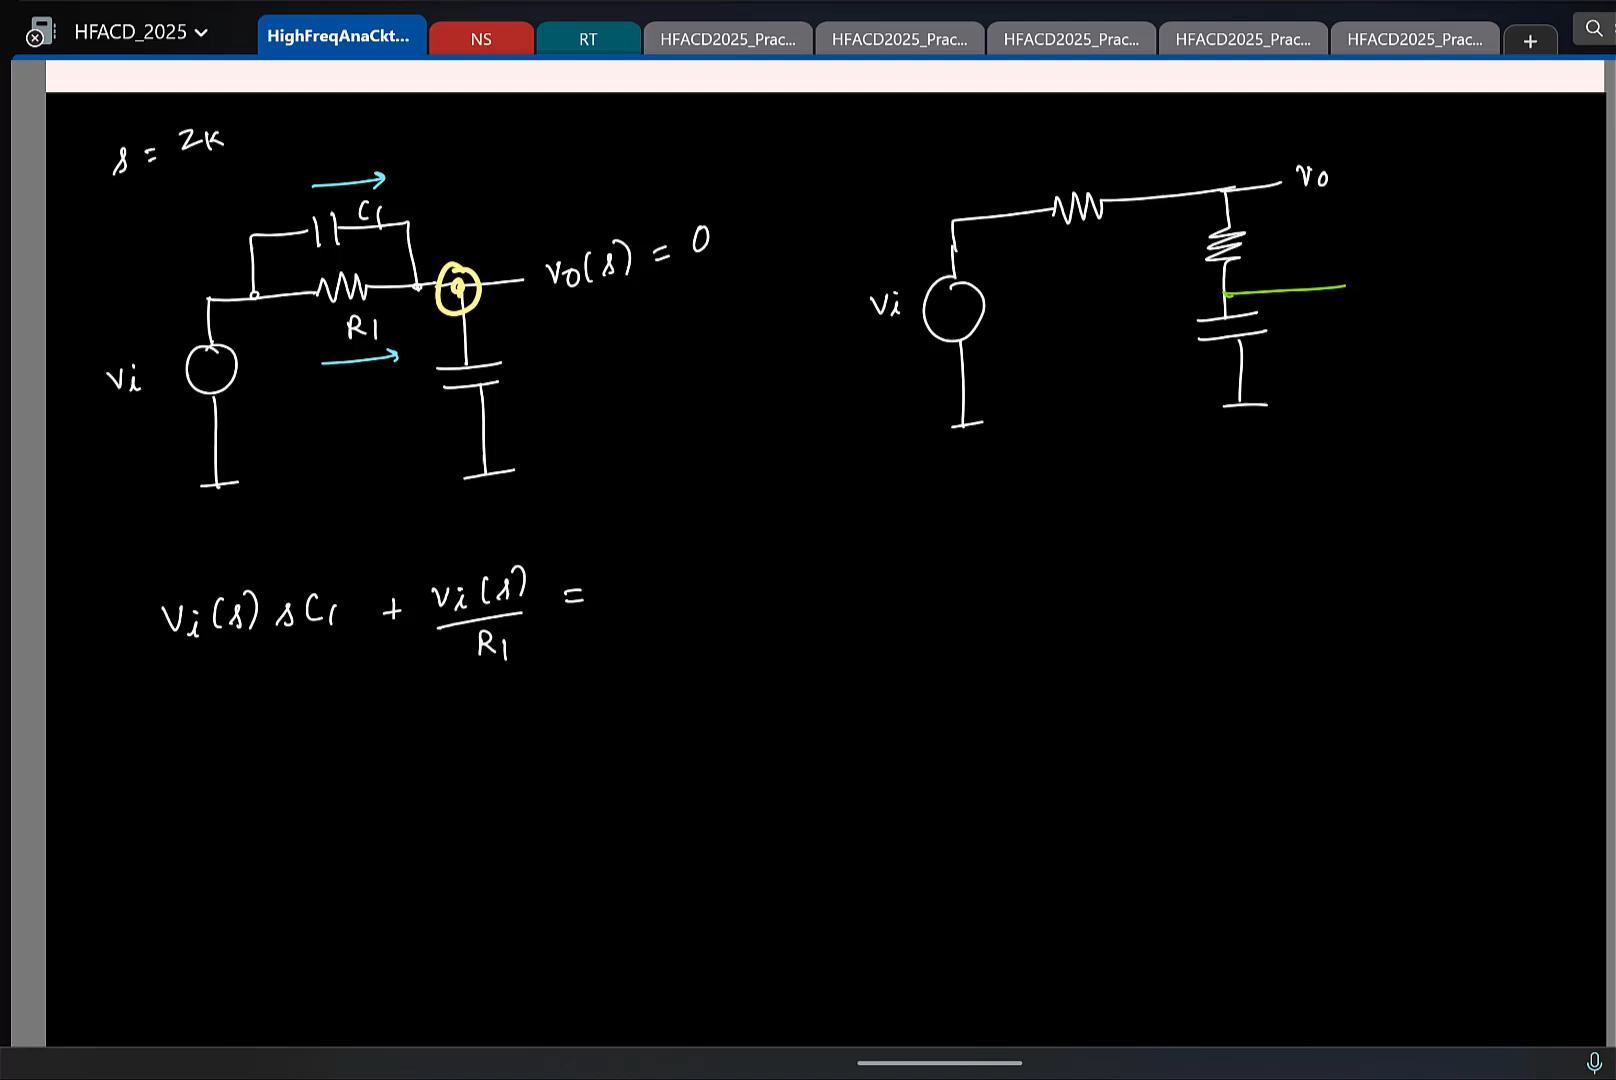 HFACD_2025
HighFreqAnaCkt...
NS
RT
HFACD2025_Prac...
HFACD2025_Prac...
HFACD2025_Prac...
HFACD2025_Prac...
HFACD2025_Prac...
+
s = zk
C1
R1
vi
vo(s) = 0
vo
vi
vi(s) sC1 + vi(s)/R1 =